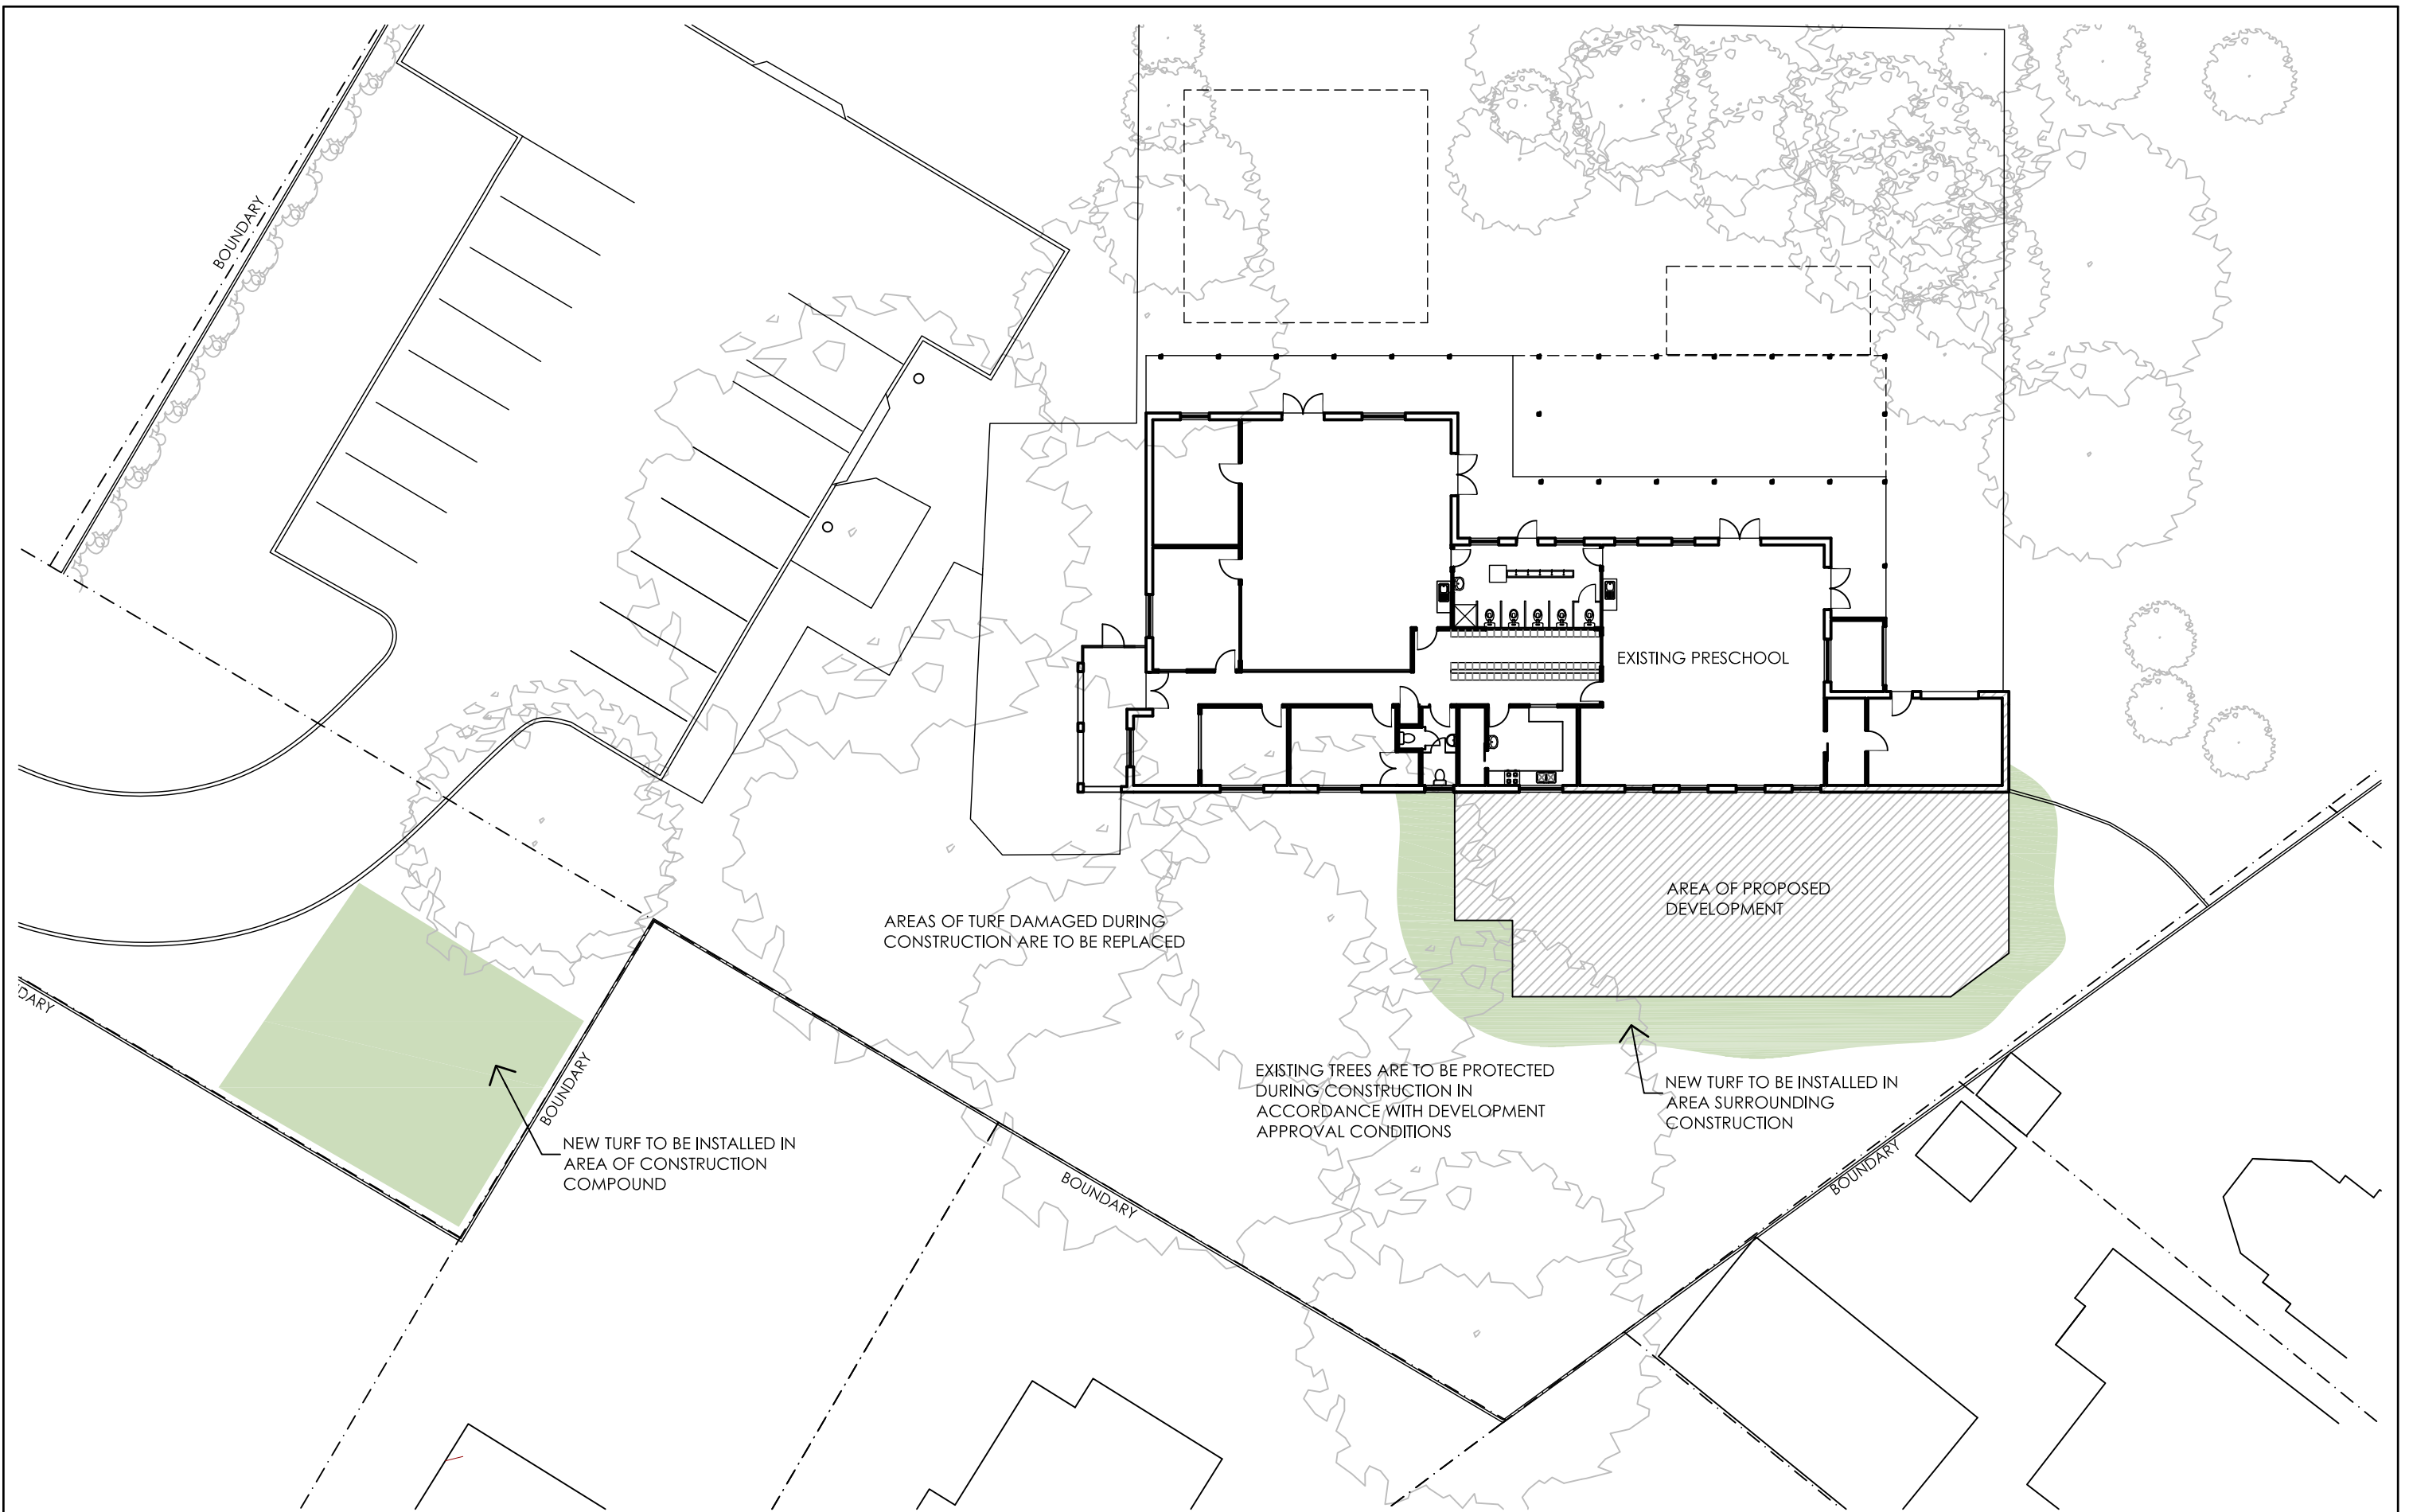 BOUNDARY
EXISTING PRESCHOOL
AREA OF PROPOSED
DEVELOPMENT
AREAS OF TURF DAMAGED DURING
CONSTRUCTION ARE TO BE REPLACED
DARY
BOUNDARY
EXISTING TREES ARE TO BE PROTECTED
DURING CONSTRUCTION IN
ACCORDANCE WITH DEVELOPMENT
APPROVAL CONDITIONS
NEW TURF TO BE INSTALLED IN
AREA SURROUNDING
CONSTRUCTION
NEW TURF TO BE INSTALLED IN
AREA OF CONSTRUCTION
COMPOUND
BOUNDARY
BOUNDARY